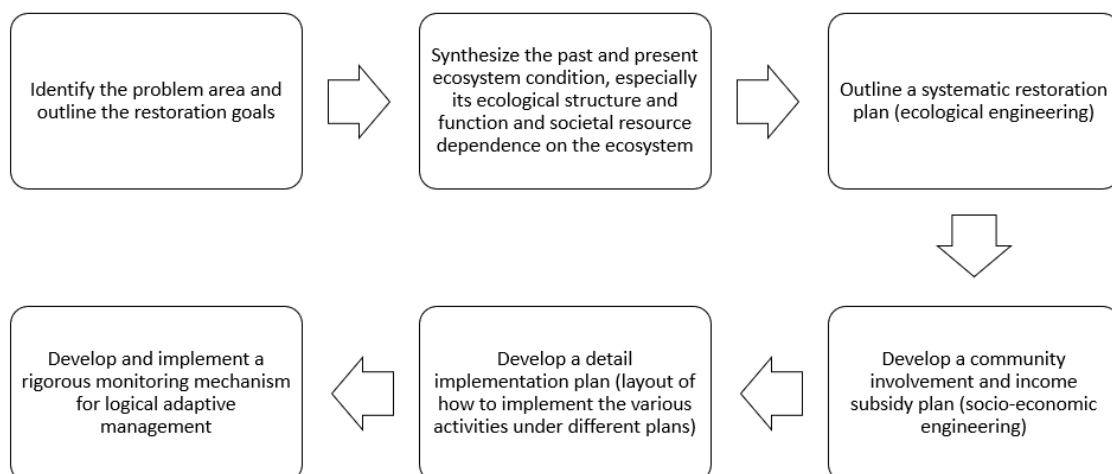 Identify the problem area and
outline the restoration goals
Synthesize the past and present
ecosystem condition, especially
its ecological structure and
function and societal resource
dependence on the ecosystem
Outline a systematic restoration
plan (ecological engineering)
Develop a community
involvement and income
subsidy plan (socio-economic
engineering)
Develop a detail
implementation plan (layout of
how to implement the various
activities under different plans)
Develop and implement a
rigorous monitoring mechanism
for logical adaptive
management